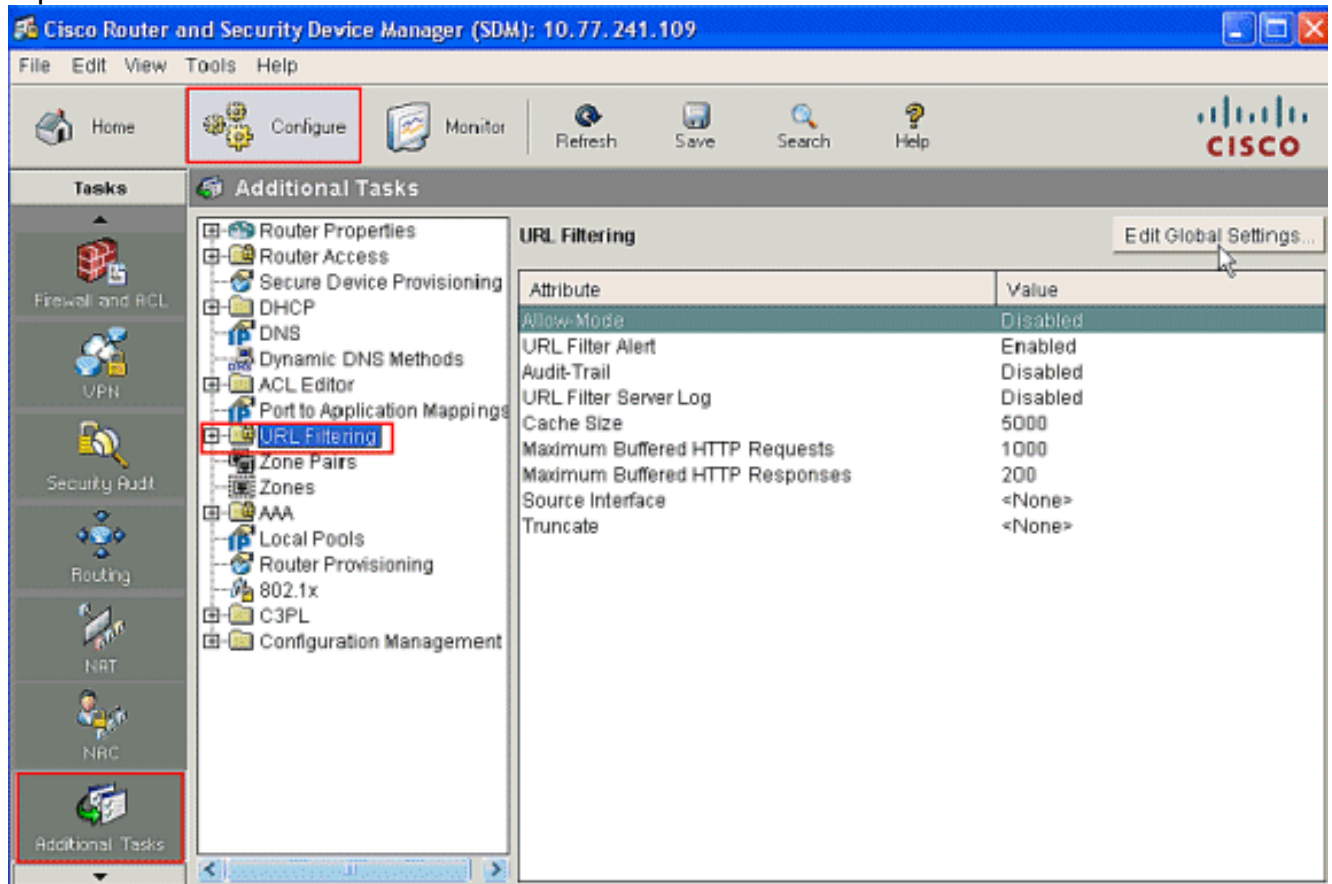 Cisco Router and Security Device Manager (SDM): 10.77.241.109
File Edit View Tools Help
Home
Configure
Monitor
Refresh
Save
Search
Help
CISCO
Tasks
Additional Tasks
Firewall and ACL
VPN
Security Audit
Routing
NAT
NAC
Additional Tasks
Router Properties
Router Access
Secure Device Provisioning
DHCP
DNS
Dynamic DNS Methods
ACL Editor
Port to Application Mappings
URL Filtering
Zone Pairs
Zones
AAA
Local Pools
Router Provisioning
802.1x
C3PL
Configuration Management
URL Filtering
Edit Global Settings...
Attribute Value
Allow-Mode Disabled
URL Filter Alert Enabled
Audit-Trail Disabled
URL Filter Server Log Disabled
Cache Size 5000
Maximum Buffered HTTP Requests 1000
Maximum Buffered HTTP Responses 200
Source Interface <None>
Truncate <None>